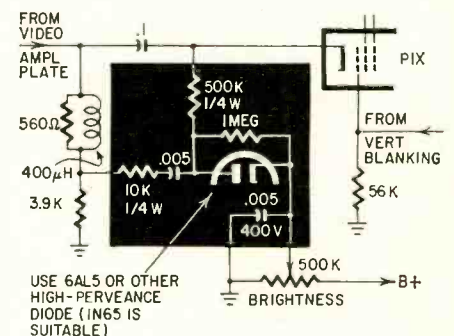 FROM
VIDEO
AMPL
PLATE
.1
PIX
500K
1/4 W
1MEG
560Ω
FROM
VERT
BLANKING
400µH
.005
10K
1/4 W
3.9K
.005
400V
56K
500K
B+
BRIGHTNESS
USE 6AL5 OR OTHER
HIGH-PERVEANCE
DIODE (IN65 IS
SUITABLE)